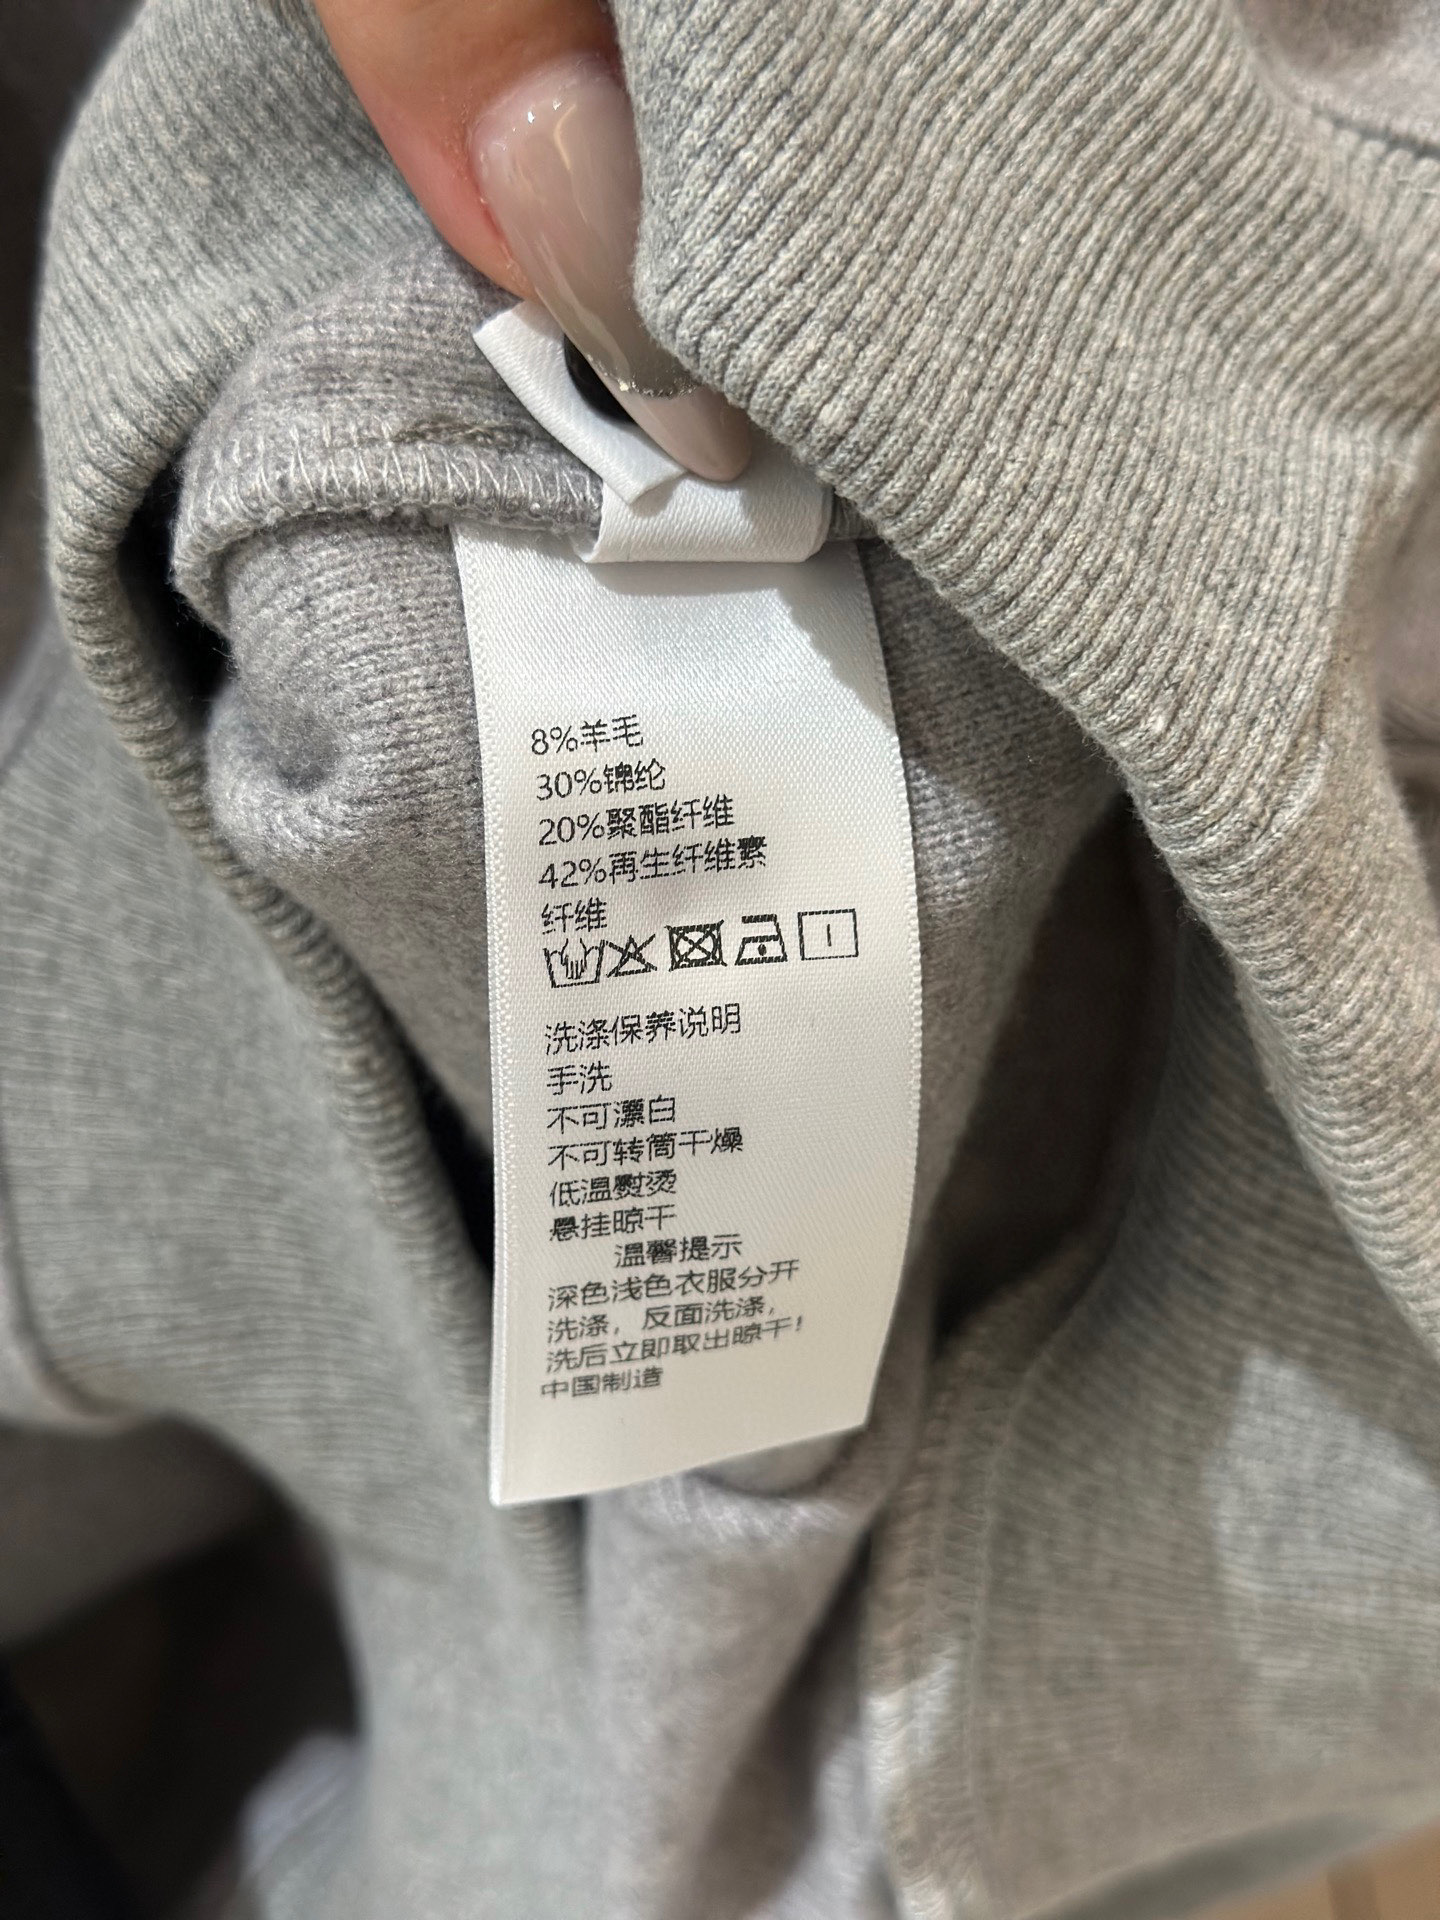 8%羊毛
30%锦纶
20%聚酯纤维
42%再生纤维素
纤维
洗涤保养说明
手洗
不可漂白
不可转筒干燥
低温熨烫
悬挂晾干
温馨提示
深色浅色衣服分开
洗涤，反面洗涤，
洗后立即取出晾干！
中国制造